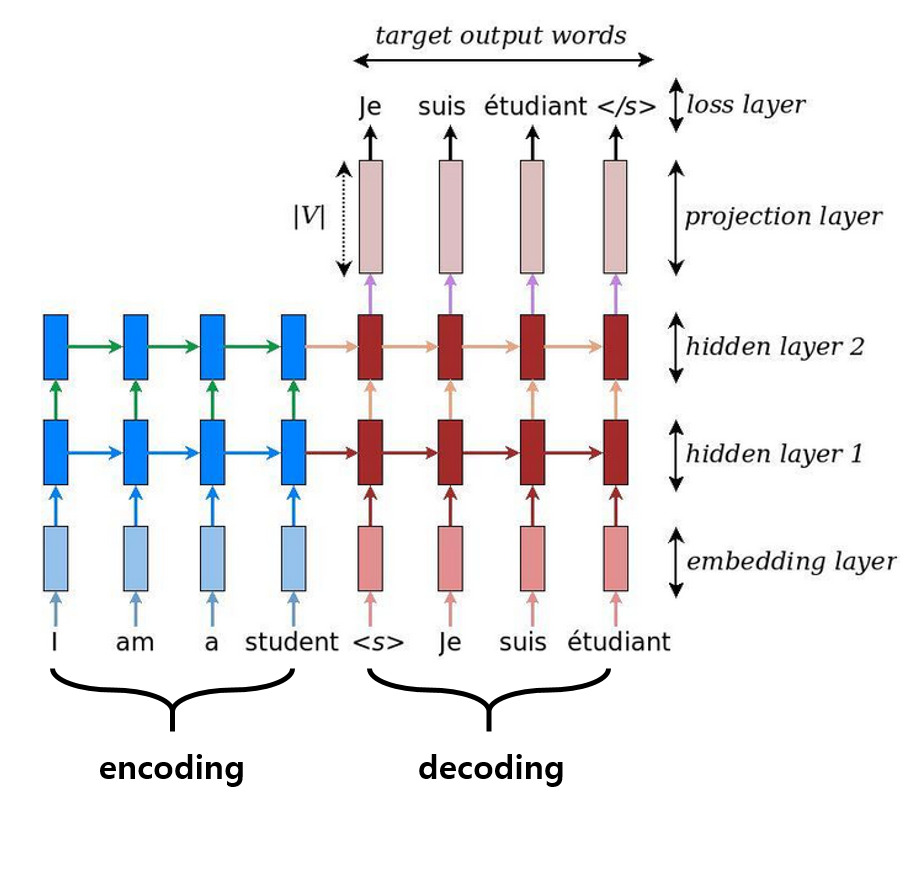 target output words
Je suis étudiant </s> loss layer
|V| projection layer
hidden layer 2
hidden layer 1
embedding layer
I am a student <s> Je suis étudiant
encoding decoding